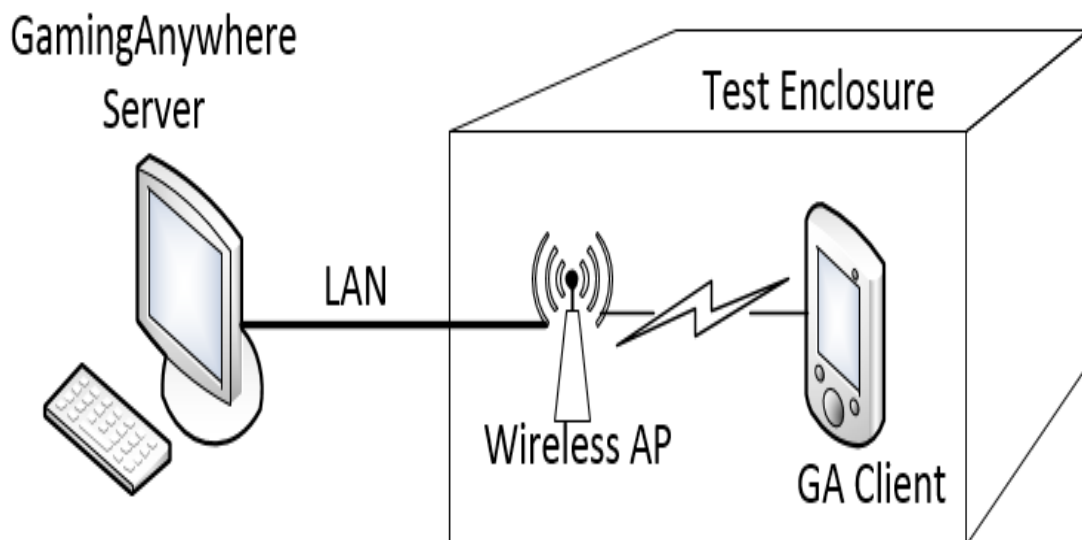 GamingAnywhere
Server
Test Enclosure
LAN
Wireless AP
GA Client